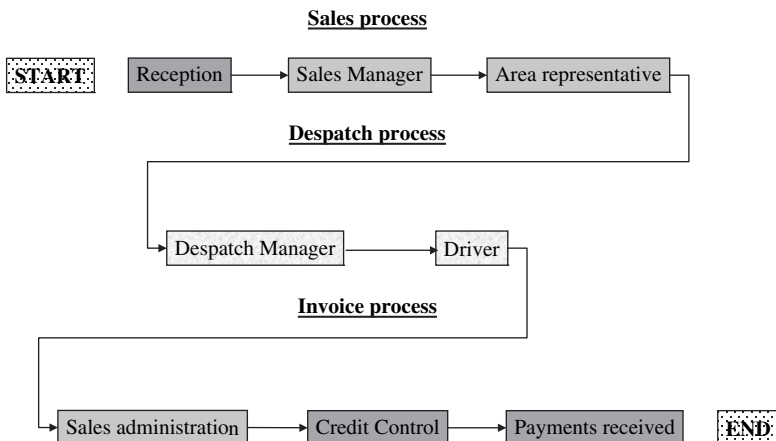 Sales process
START Reception Sales Manager Area representative
Despatch process
Despatch Manager Driver
Invoice process
Sales administration Credit Control Payments received END